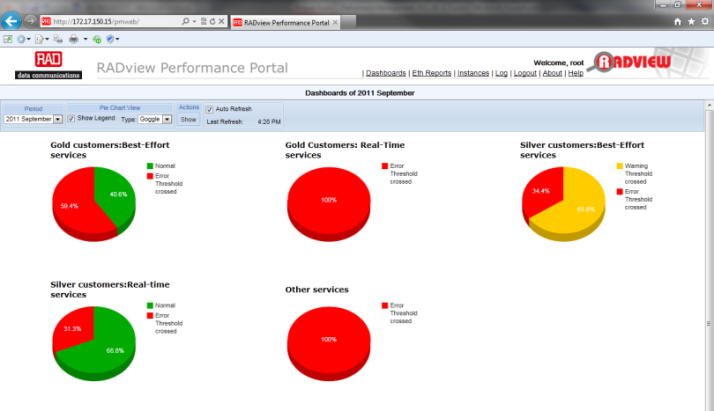 http://172.17.150.15/pmweb/
RADview Performance Portal
RAD
data communications
RADview Performance Portal
Welcome, root
| Dashboards | Eth Reports | Instances | Log | Logout | About | Help
RADVIEW
Dashboards of 2011 September
Period
Pie Chart View
Actions
Auto Refresh
2011 September
Show Legend Type: Goggle
Show
Last Refresh: 4:26 PM
Gold customers:Best-Effort services
Normal
Error Threshold crossed
40.6%
59.4%
Gold Customers: Real-Time services
Error Threshold crossed
100%
Silver customers:Best-Effort services
Warning Threshold crossed
Error Threshold crossed
34.4%
65.6%
Silver customers:Real-time services
Normal
Error Threshold crossed
31.3%
68.8%
Other services
Error Threshold crossed
100%